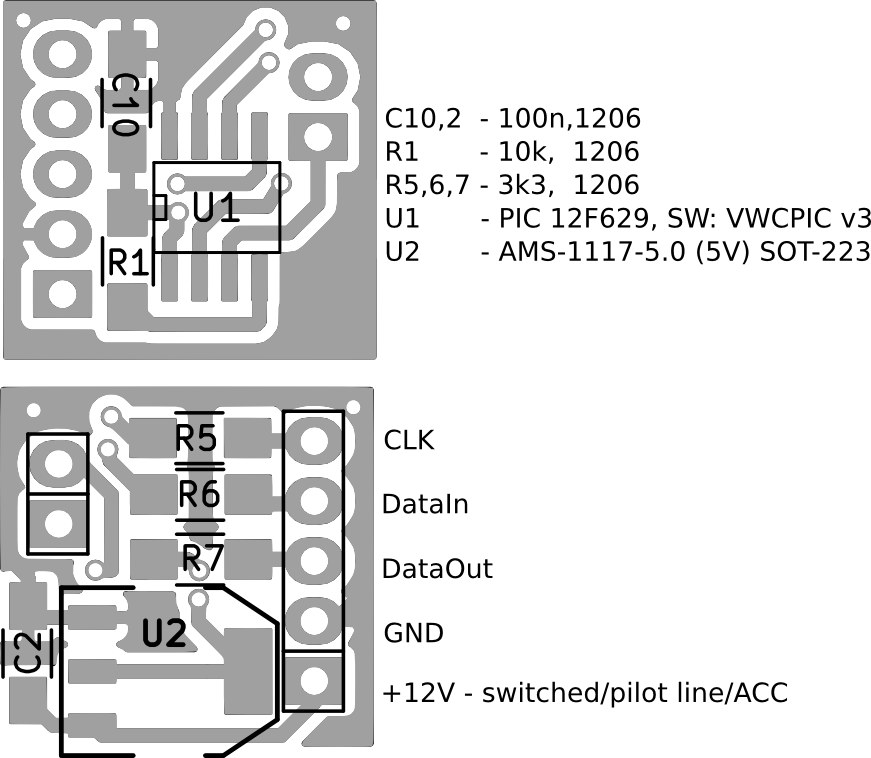 C10
U1
R1
C10,2 - 100n,1206
R1 - 10k, 1206
R5,6,7 - 3k3, 1206
U1 - PIC 12F629, SW: VWCPIC v3
U2 - AMS-1117-5.0 (5V) SOT-223
R5
CLK
R6
DataIn
R7
DataOut
U2
GND
C2
+12V - switched/pilot line/ACC